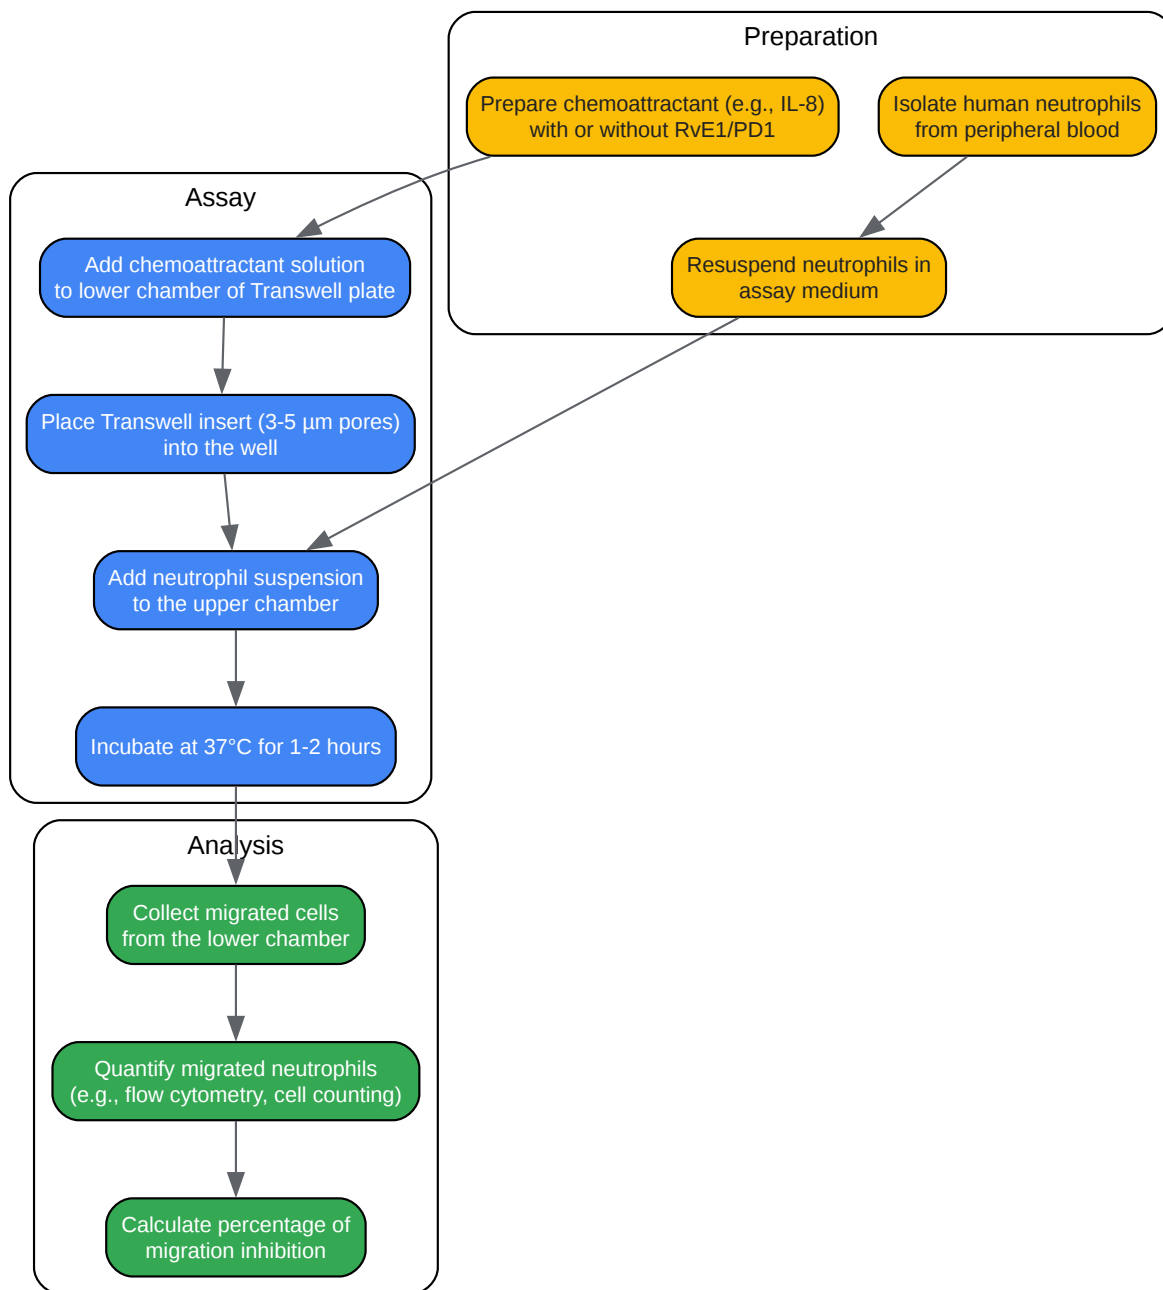 Preparation
Prepare chemoattractant (e.g., IL-8)
with or without RvE1/PD1
Isolate human neutrophils
from peripheral blood
Resuspend neutrophils in
assay medium
Assay
Add chemoattractant solution
to lower chamber of Transwell plate
Place Transwell insert (3-5 µm pores)
into the well
Add neutrophil suspension
to the upper chamber
Incubate at 37°C for 1-2 hours
Analysis
Collect migrated cells
from the lower chamber
Quantify migrated neutrophils
(e.g., flow cytometry, cell counting)
Calculate percentage of
migration inhibition